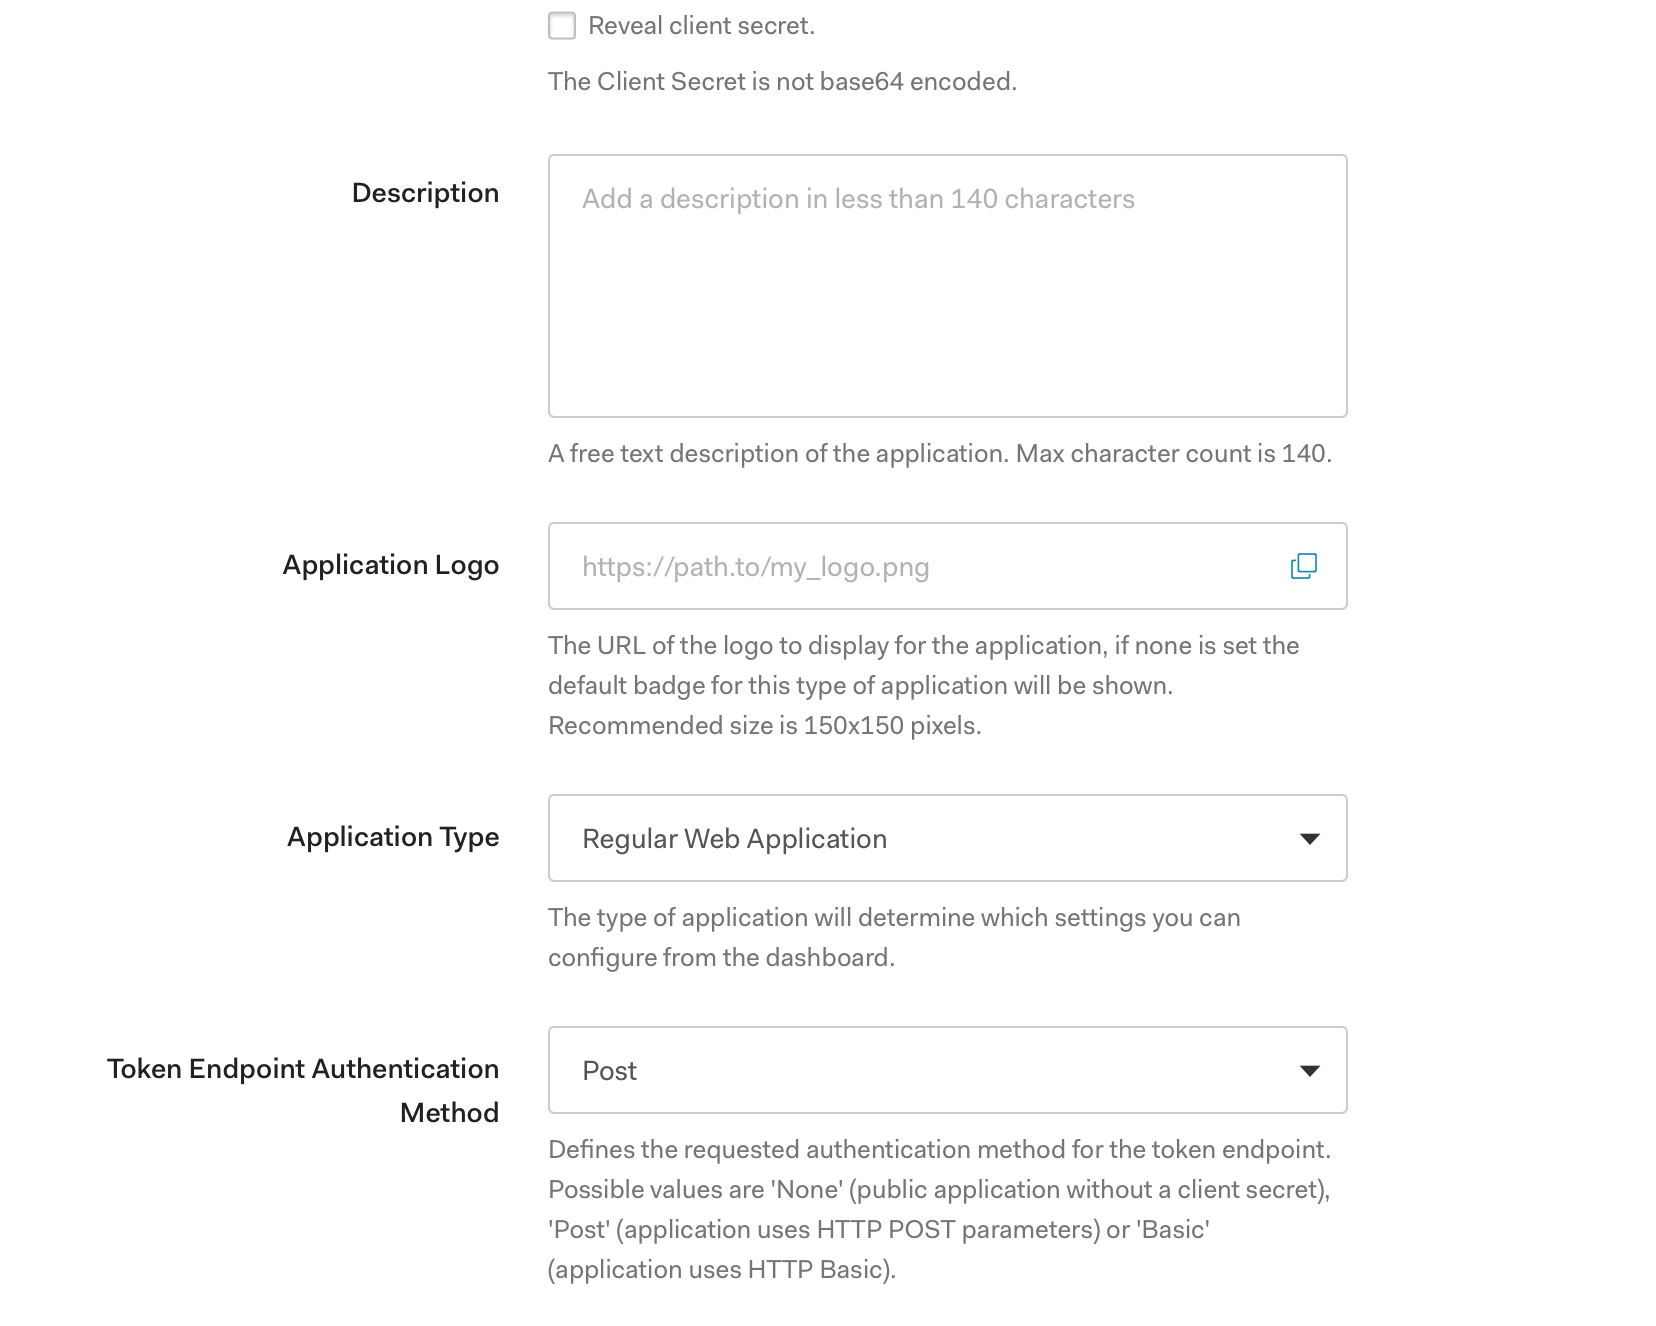 Reveal client secret.
The Client Secret is not base64 encoded.
Description
Add a description in less than 140 characters
A free text description of the application. Max character count is 140.
Application Logo
https://path.to/my_logo.png
The URL of the logo to display for the application, if none is set the
default badge for this type of application will be shown.
Recommended size is 150x150 pixels.
Application Type
Regular Web Application
The type of application will determine which settings you can
configure from the dashboard.
Token Endpoint Authentication
Method
Post
Defines the requested authentication method for the token endpoint.
Possible values are 'None' (public application without a client secret),
'Post' (application uses HTTP POST parameters) or 'Basic'
(application uses HTTP Basic).